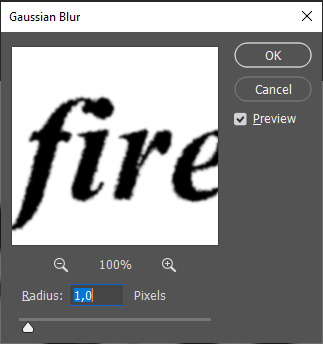 Gaussian Blur
OK
Cancel
Preview
fire
100%
Radius: 1,0 Pixels